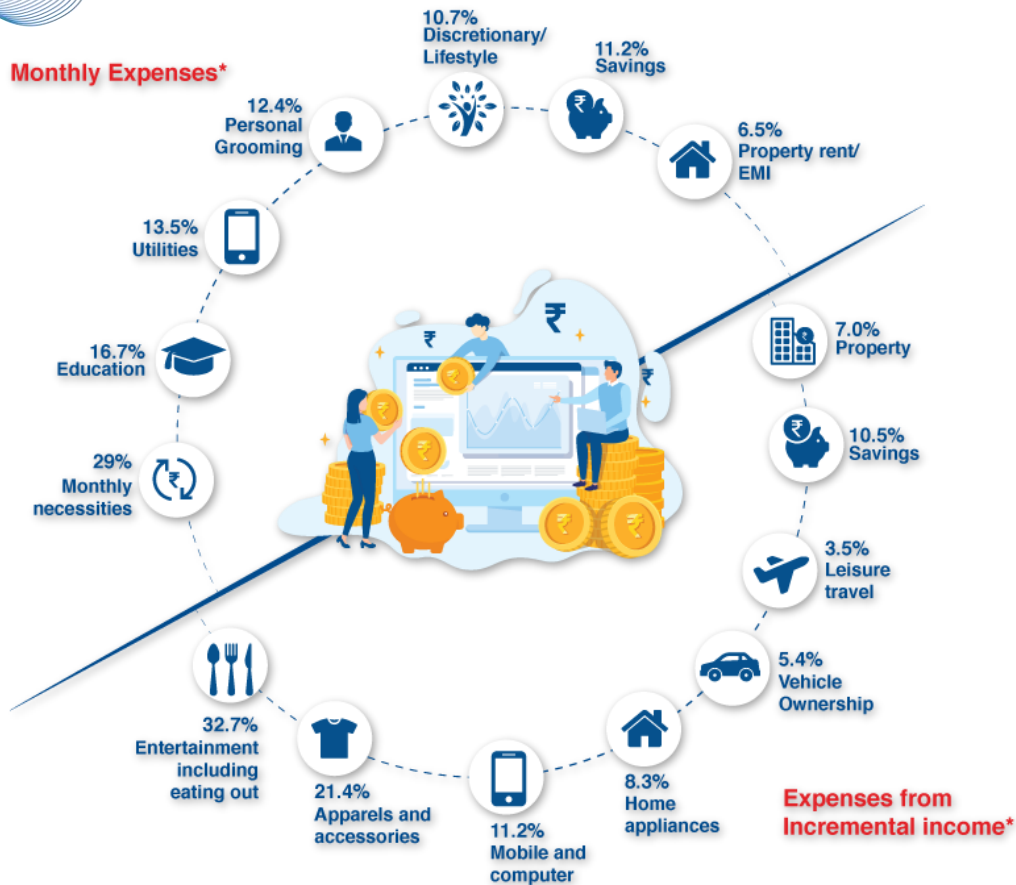 Monthly Expenses*
10.7%
Discretionary/
Lifestyle
11.2%
Savings
12.4%
Personal
Grooming
6.5%
Property rent/
EMI
13.5%
Utilities
16.7%
Education
29%
Monthly
necessities
7.0%
Property
10.5%
Savings
3.5%
Leisure
travel
5.4%
Vehicle
Ownership
8.3%
Home
appliances
11.2%
Mobile and
computer
21.4%
Apparels and
accessories
32.7%
Entertainment
including
eating out
Expenses from
Incremental income*